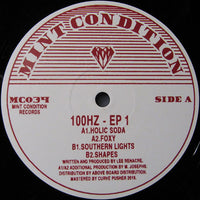 MINT CONDITION
MC034
MINT CONDITION
RECORDS
SIDE A
100HZ - EP 1
A1.HOLIC SODA
A2.FOXY
B1.SOUTHERN LIGHTS
B2.SHAPES
WRITTEN AND PRODUCED BY LEE RENACRE.
A1/A2 ADDITIONAL PRODUCTION BY M. JOSEPHS.
DISTRIBUTION BY ABOVE BOARD DISTRIBUTION.
MASTERED BY CURVE PUSHER 2019.